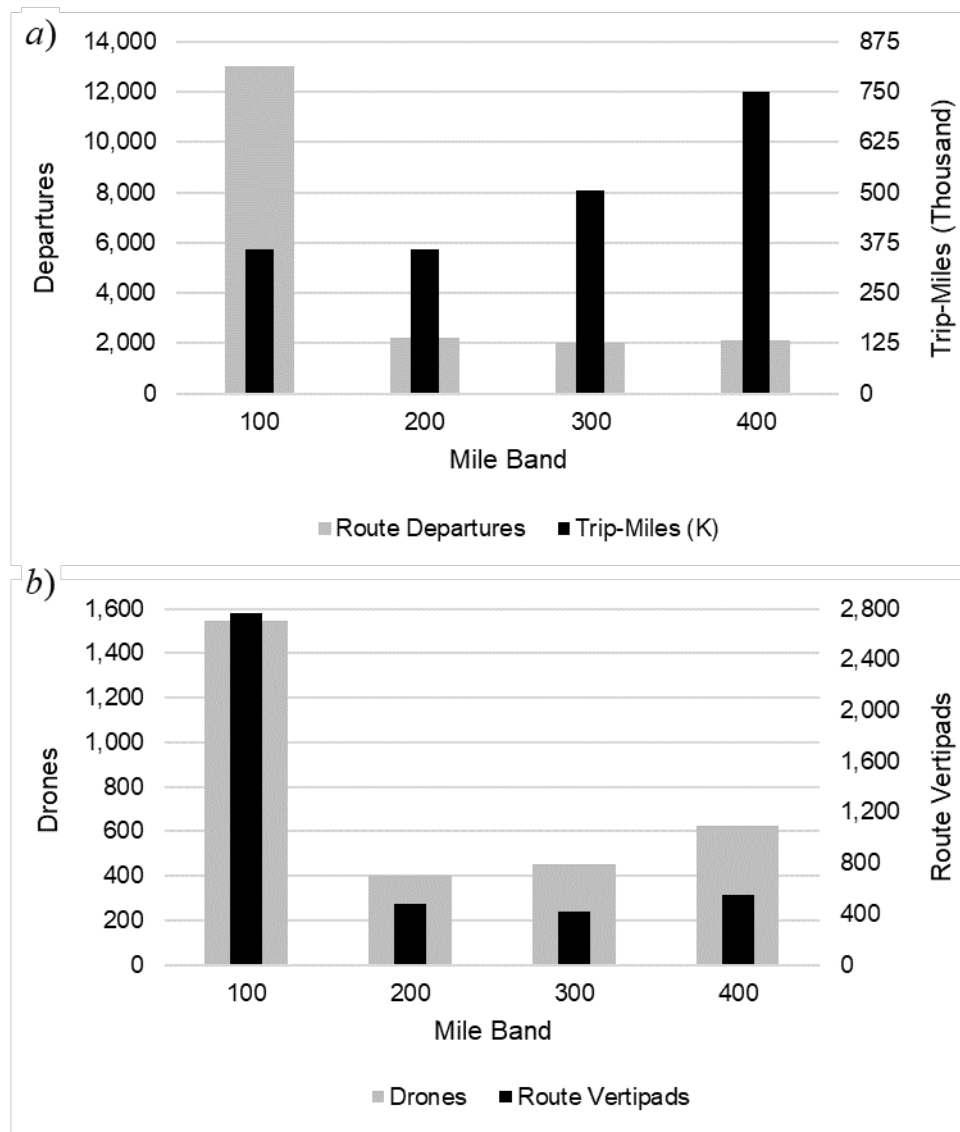 a)
14,000 875
12,000 750
10,000 625
8,000 500
6,000 375
4,000 250
2,000 125
0 0
Departures
Trip-Miles (Thousand)
100 200 300 400
Mile Band
Route Departures Trip-Miles (K)
b)
1,600 2,800
1,400 2,400
1,200 2,000
1,000 1,600
800 1,200
600 800
400 400
200 0
0
Drones
Route Vertipads
100 200 300 400
Mile Band
Drones Route Vertipads